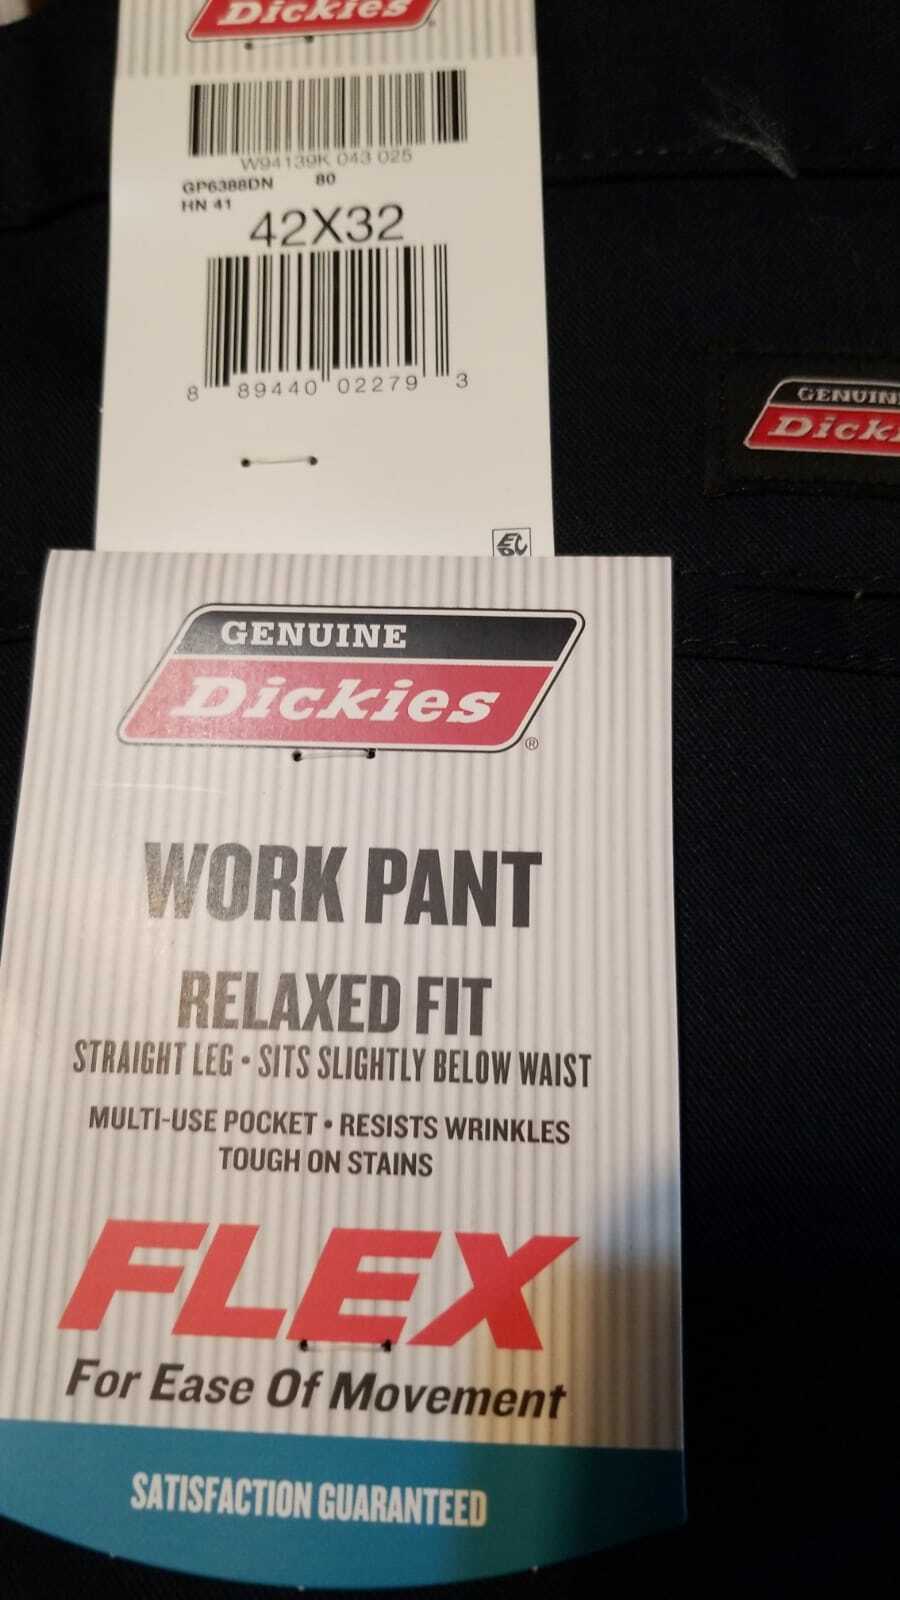 Dickies
W94139K 043 025
GP6388DN 80
HN 41
42X32
8 89440 02279 3
GENUINE
Dickies
GENUINE
Dickies ®
WORK PANT
RELAXED FIT
STRAIGHT LEG • SITS SLIGHTLY BELOW WAIST
MULTI-USE POCKET • RESISTS WRINKLES
TOUGH ON STAINS
FLEX
For Ease Of Movement
SATISFACTION GUARANTEED